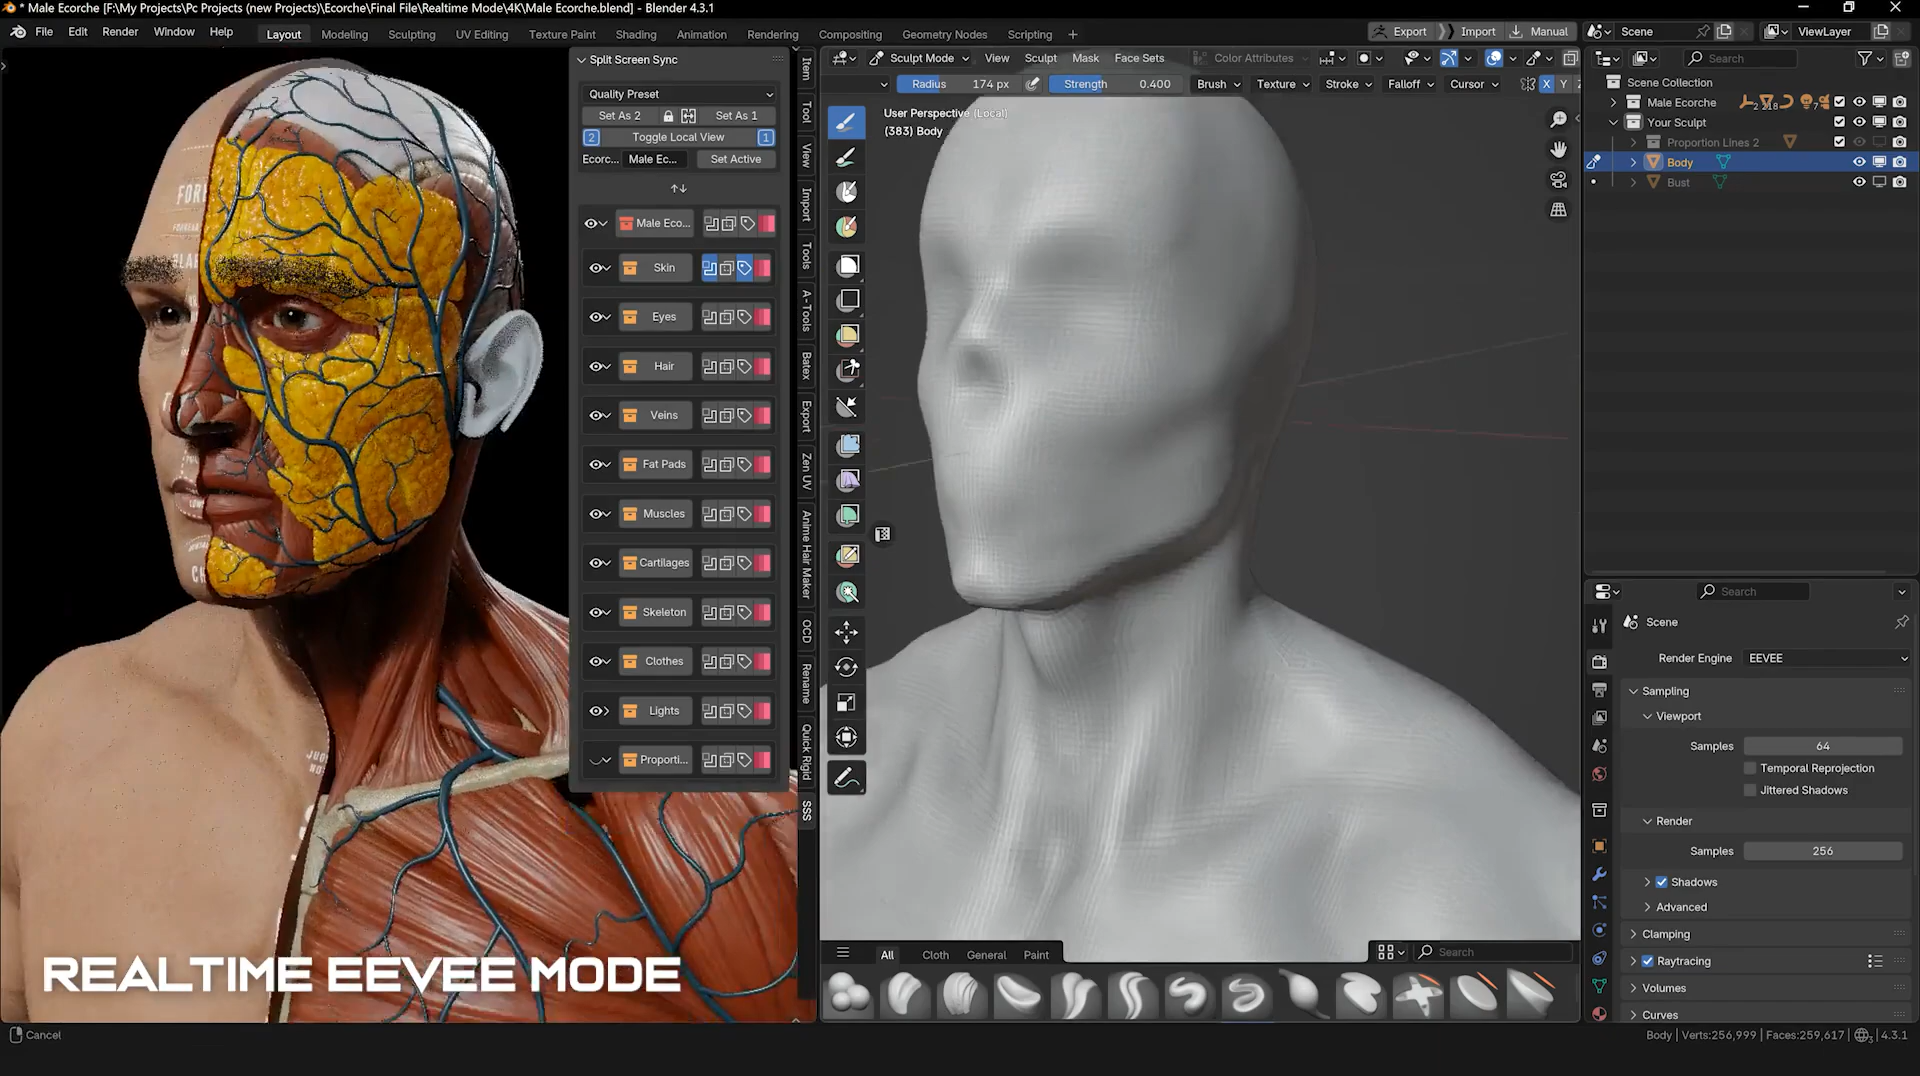 * Male Ecorche [F:\My Projects\Pc Projects (new Projects)\Ecorche\Final File\Realtime Mode\4K\Male Ecorche.blend] - Blender 4.3.1
File Edit Render Window Help
Layout Modeling Sculpting UV Editing Texture Paint Shading Animation Rendering Compositing Geometry Nodes Scripting +
Export Import Manual Scene ViewLayer
Split Screen Sync
Quality Preset
Set As 2 Set As 1
2 Toggle Local View 1
Ecorc... Male Ec... Set Active
Male Eco...
Skin
Eyes
Hair
Veins
Fat Pads
Muscles
Cartilages
Skeleton
Clothes
Lights
Proporti...
Item
Tool
View
Import
Tools
A-Tools
Batex
Export
Zen UV
Anime Hair Maker
OCD
Rename
Quick Rigid
SSS
REALTIME EEVEE MODE
Cancel
Sculpt Mode View Sculpt Mask Face Sets Color Attributes
Radius 174 px Strength 0.400 Brush Texture Stroke Falloff Cursor X Y
User Perspective (Local)
(383) Body
All Cloth General Paint Search
Search
Scene Collection
Male Ecorche 2 218 7
Your Sculpt
Proportion Lines 2
Body
Bust
Search
Scene
Render Engine EEVEE
Sampling
Viewport
Samples 64
Temporal Reprojection
Jittered Shadows
Render
Samples 256
Shadows
Advanced
Clamping
Raytracing
Volumes
Curves
Body | Verts:256,999 | Faces:259,617 | 3 | 4.3.1